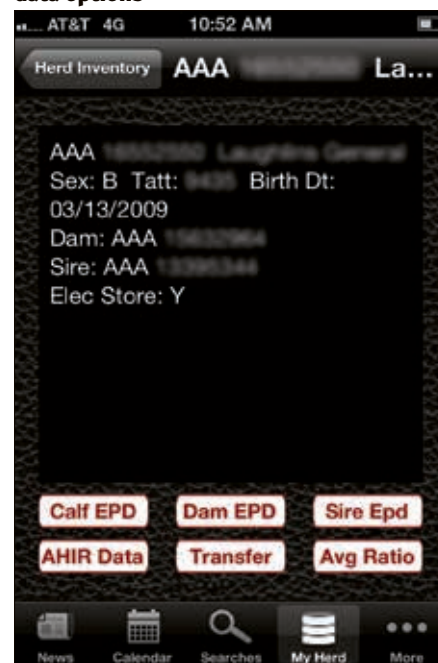 data options
AT&T 4G 10:52 AM
Herd Inventory AAA La...
AAA
Sex: B Tatt: Birth Dt:
03/13/2009
Dam: AAA
Sire: AAA
Elec Store: Y
Calf EPD Dam EPD Sire Epd
AHIR Data Transfer Avg Ratio
News Calendar Searches My Herd More